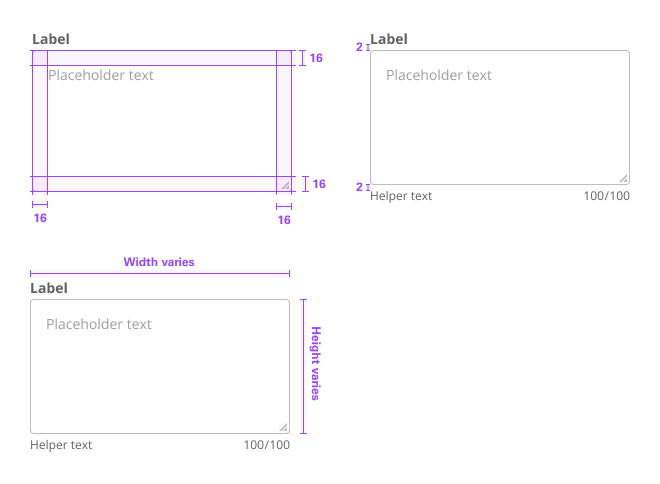 Label
16
Placeholder text
16
16
16
2
Label
Placeholder text
2
Helper text 100/100
Width varies
Label
Placeholder text
Height varies
Helper text 100/100